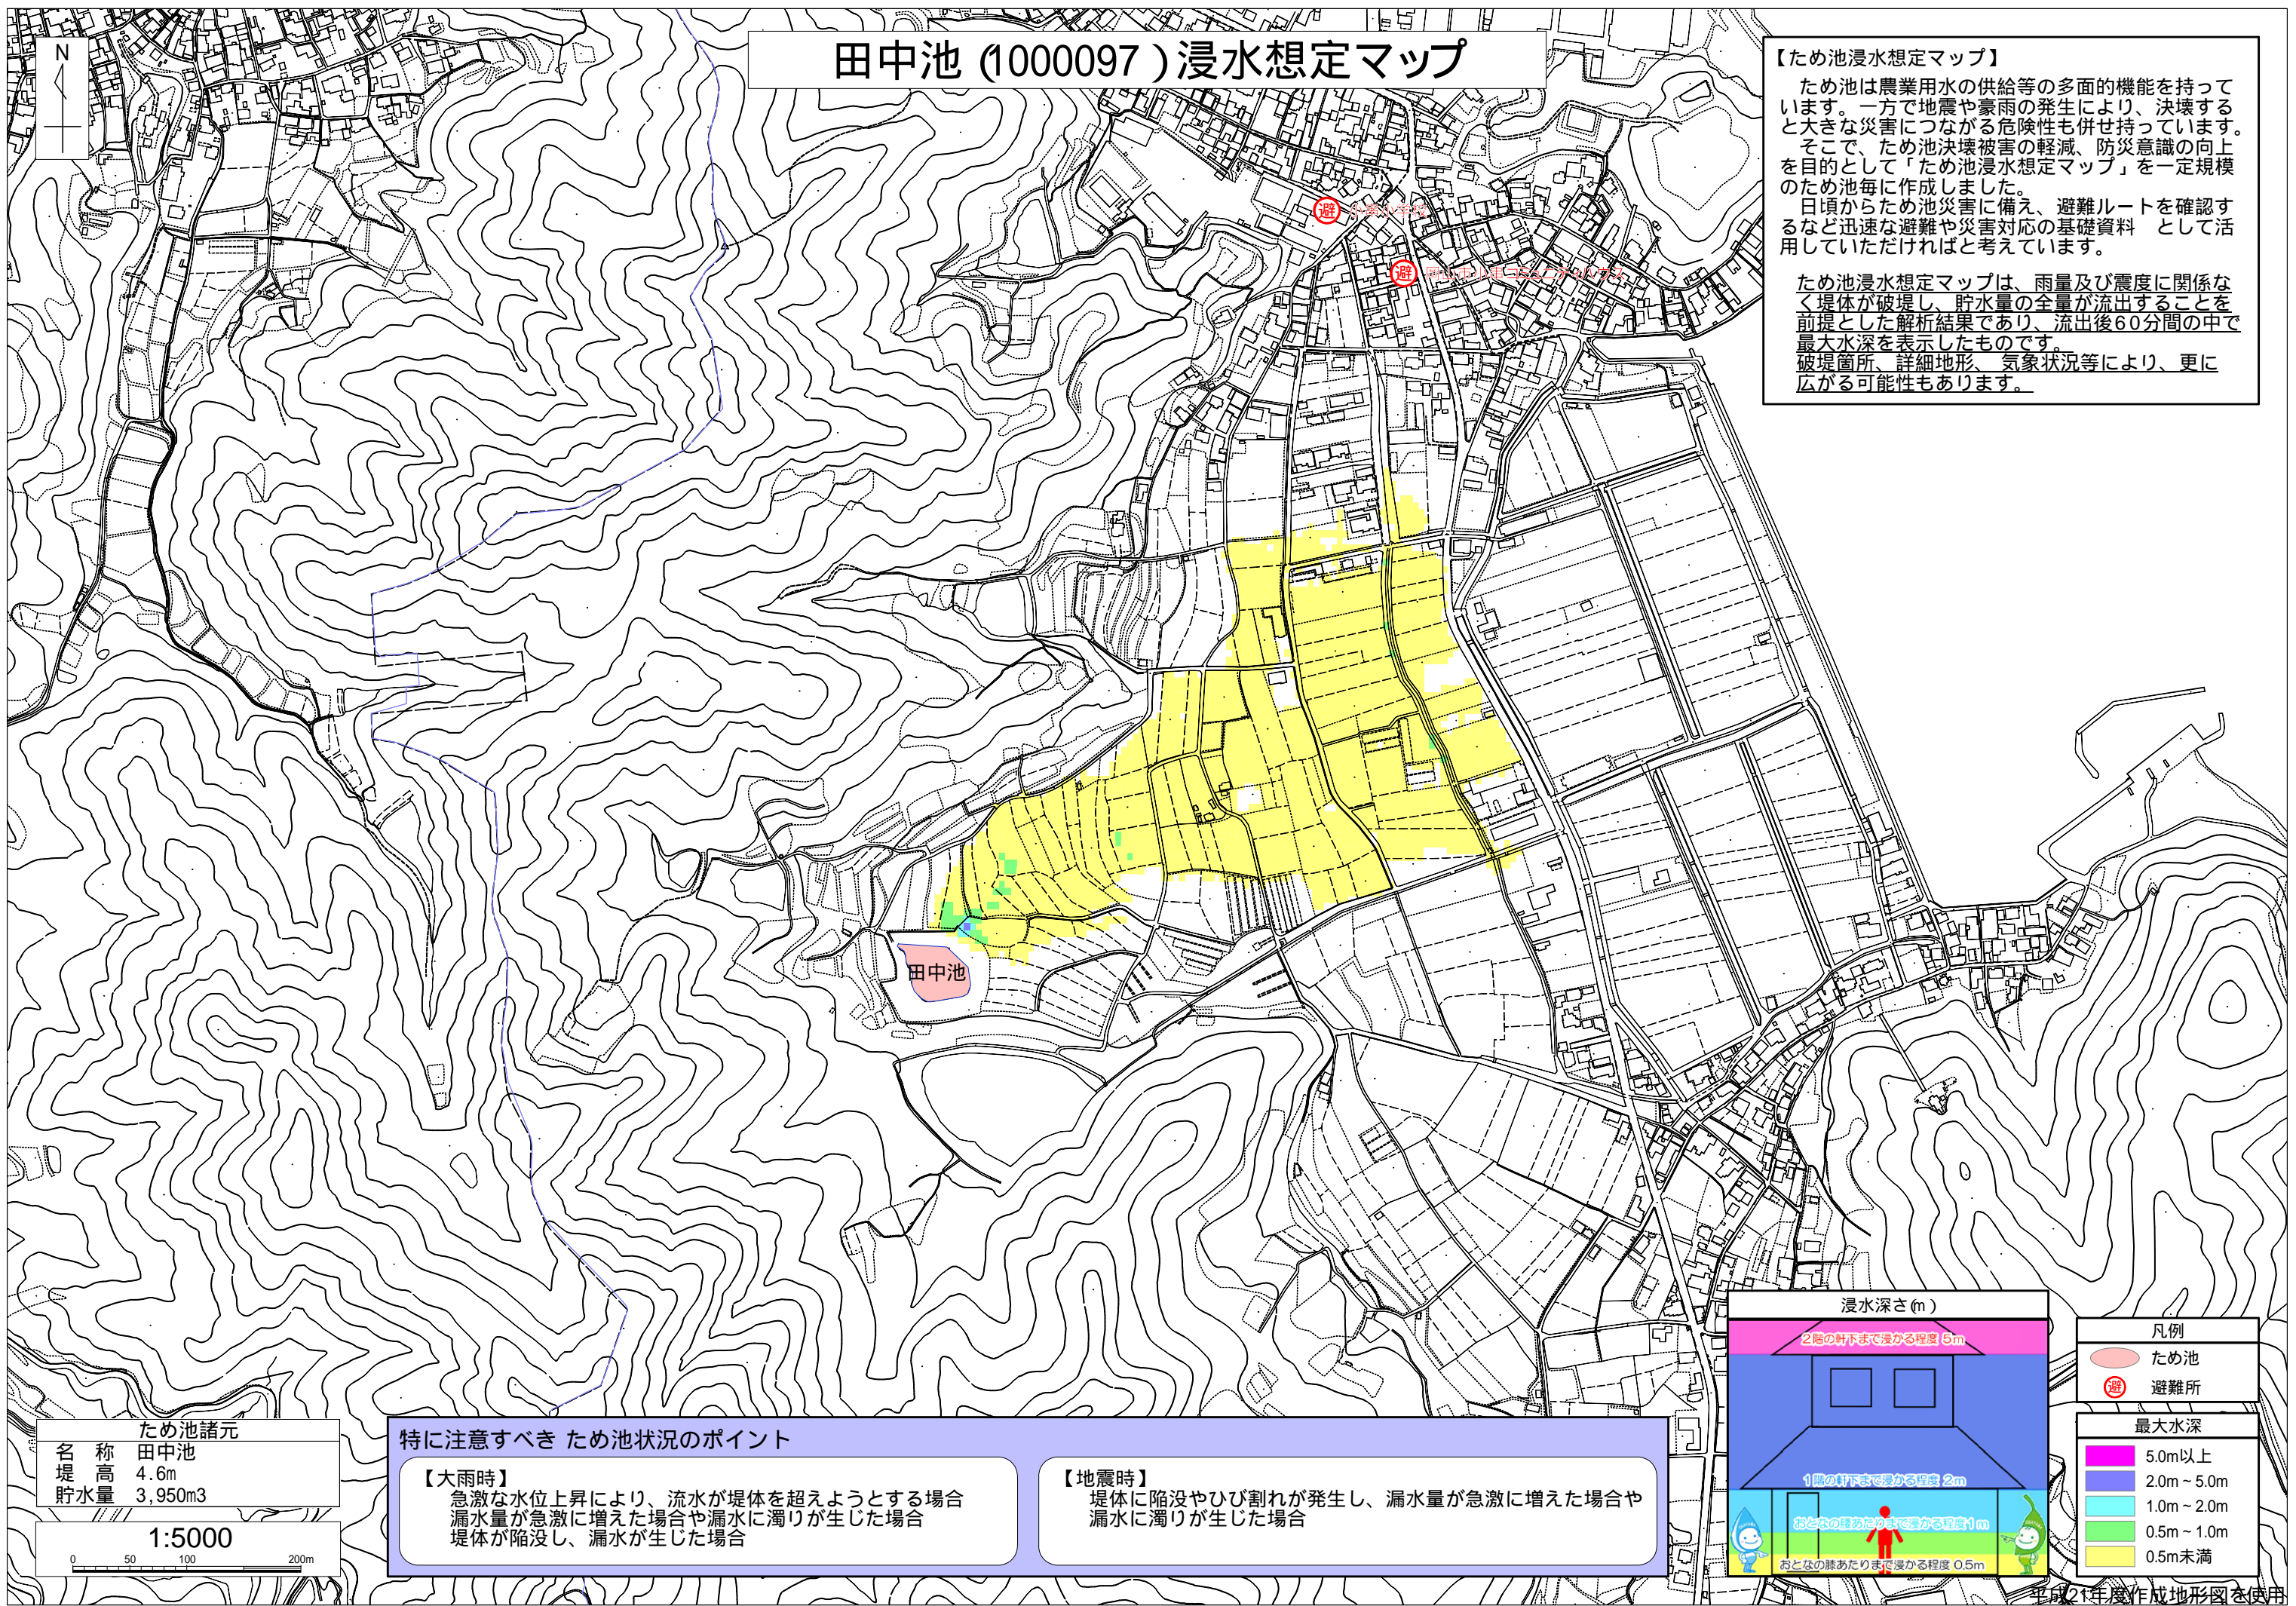 田中池 (1000097 ) 浸水想定マップ
N
【ため池浸水想定マップ】
ため池は農業用水の供給等の多面的機能を持って
います。一方で地震や豪雨の発生により、決壊する
と大きな災害につながる危険性も併せ持っています。
そこで、ため池決壊被害の軽減、防災意識の向上
を目的として「ため池浸水想定マップ」を一定規模
のため池毎に作成しました。
日頃からため池災害に備え、避難ルートを確認す
るなど迅速な避難や災害対応の基礎資料 として活
用していただければと考えています。
ため池浸水想定マップは、雨量及び震度に関係な
く堤体が破堤し、貯水量の全量が流出することを
前提とした解析結果であり、流出後60分間の中で
最大水深を表示したものです。
破堤箇所、詳細地形、 気象状況等により、更に
広がる可能性もあります。
避 小串小学校
避 岡山市小串コミュニティハウス
田中池
浸水深さ(m )
2階の軒下まで浸かる程度 5m
1階の軒下まで浸かる程度 2m
おとなの腰あたりまで浸かる程度1m
おとなの膝あたりまで浸かる程度 0.5m
凡例
ため池
避 避難所
最大水深
5.0m以上
2.0m ~ 5.0m
1.0m ~ 2.0m
0.5m ~ 1.0m
0.5m未満
ため池諸元
名 称 田中池
堤 高 4.6m
貯水量 3,950m3
1:5000
0 50 100 200m
特に注意すべき ため池状況のポイント
【大雨時】
急激な水位上昇により、流水が堤体を超えようとする場合
漏水量が急激に増えた場合や漏水に濁りが生じた場合
堤体が陥没し、漏水が生じた場合
【地震時】
堤体に陥没やひび割れが発生し、漏水量が急激に増えた場合や
漏水に濁りが生じた場合
平成21年度作成地形図を使用